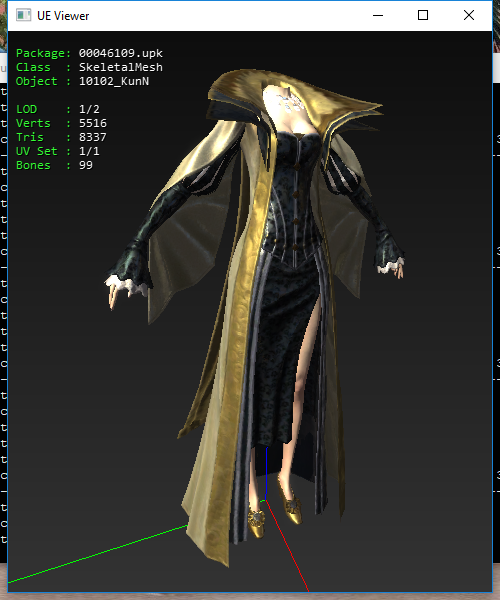 UE Viewer
Package: 00046109.upk
Class : SkeletalMesh
Object : 10102_KunN
LOD : 1/2
Verts : 5516
Tris : 8337
UV Set : 1/1
Bones : 99